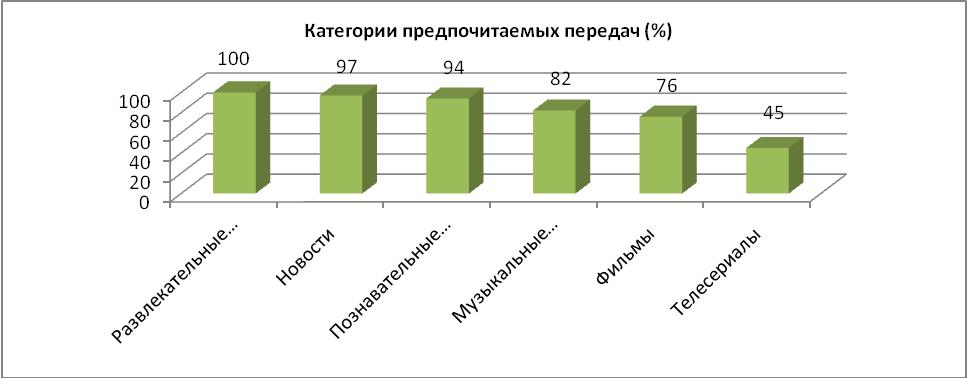 Категории предпочитаемых передач (%)
100
97
94
82
76
45
100
80
60
40
20
0
Развлекательные...
Новости
Познавательные...
Музыкальные...
Фильмы
Телесериалы